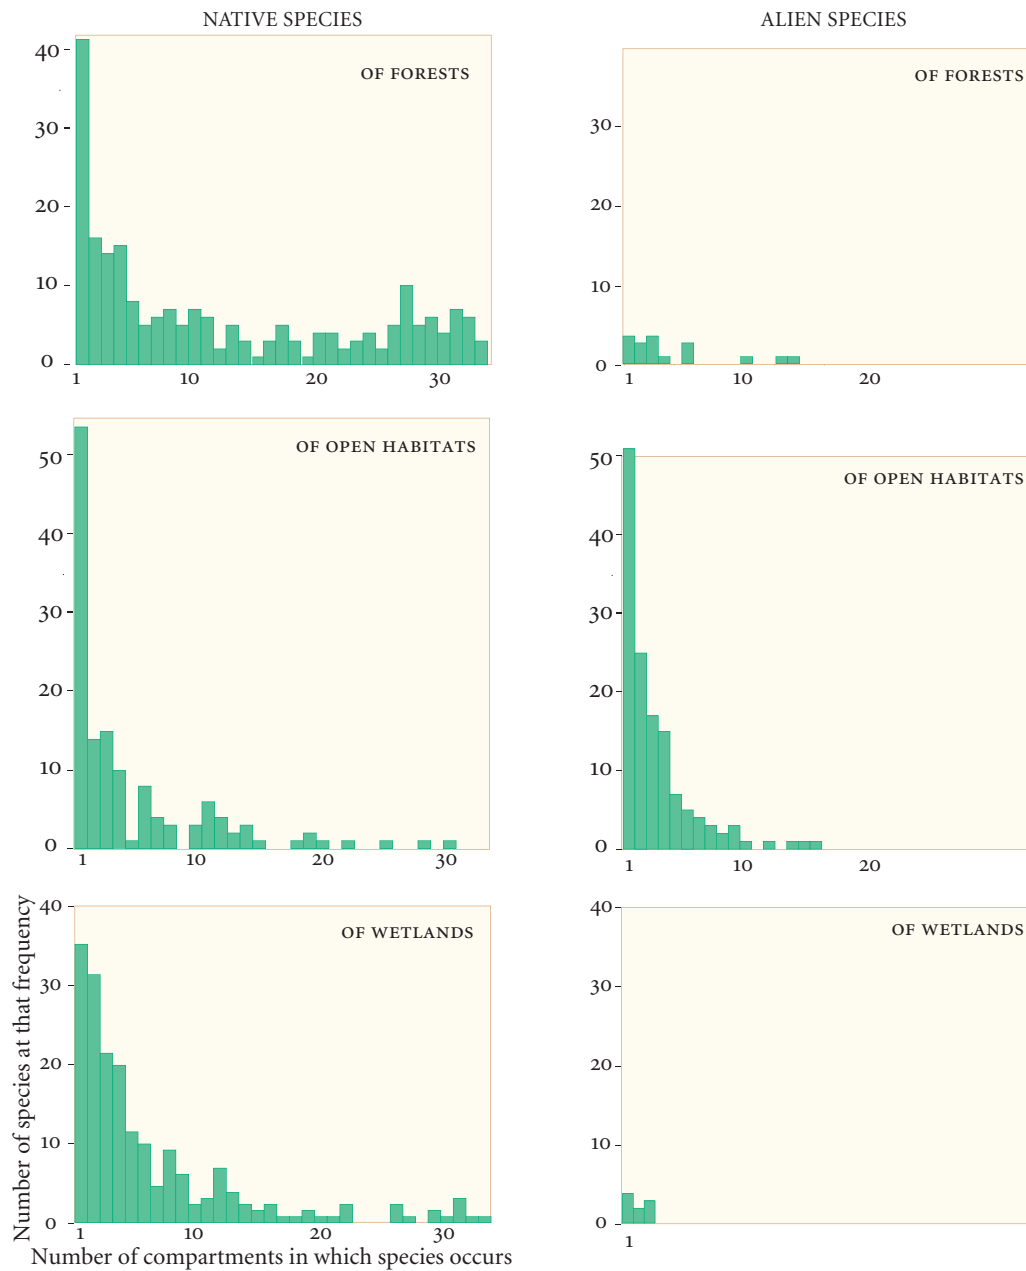 NATIVE SPECIES
ALIEN SPECIES
OF FORESTS
40
30
20
10
0
1 10 20 30
OF FORESTS
30
20
10
0
1 10 20
OF OPEN HABITATS
50
40
30
20
10
0
1 10 20 30
OF OPEN HABITATS
50
40
30
20
10
0
1 10 20
OF WETLANDS
40
30
20
10
0
1 10 20 30
OF WETLANDS
40
30
20
10
0
1
Number of species at that frequency
Number of compartments in which species occurs